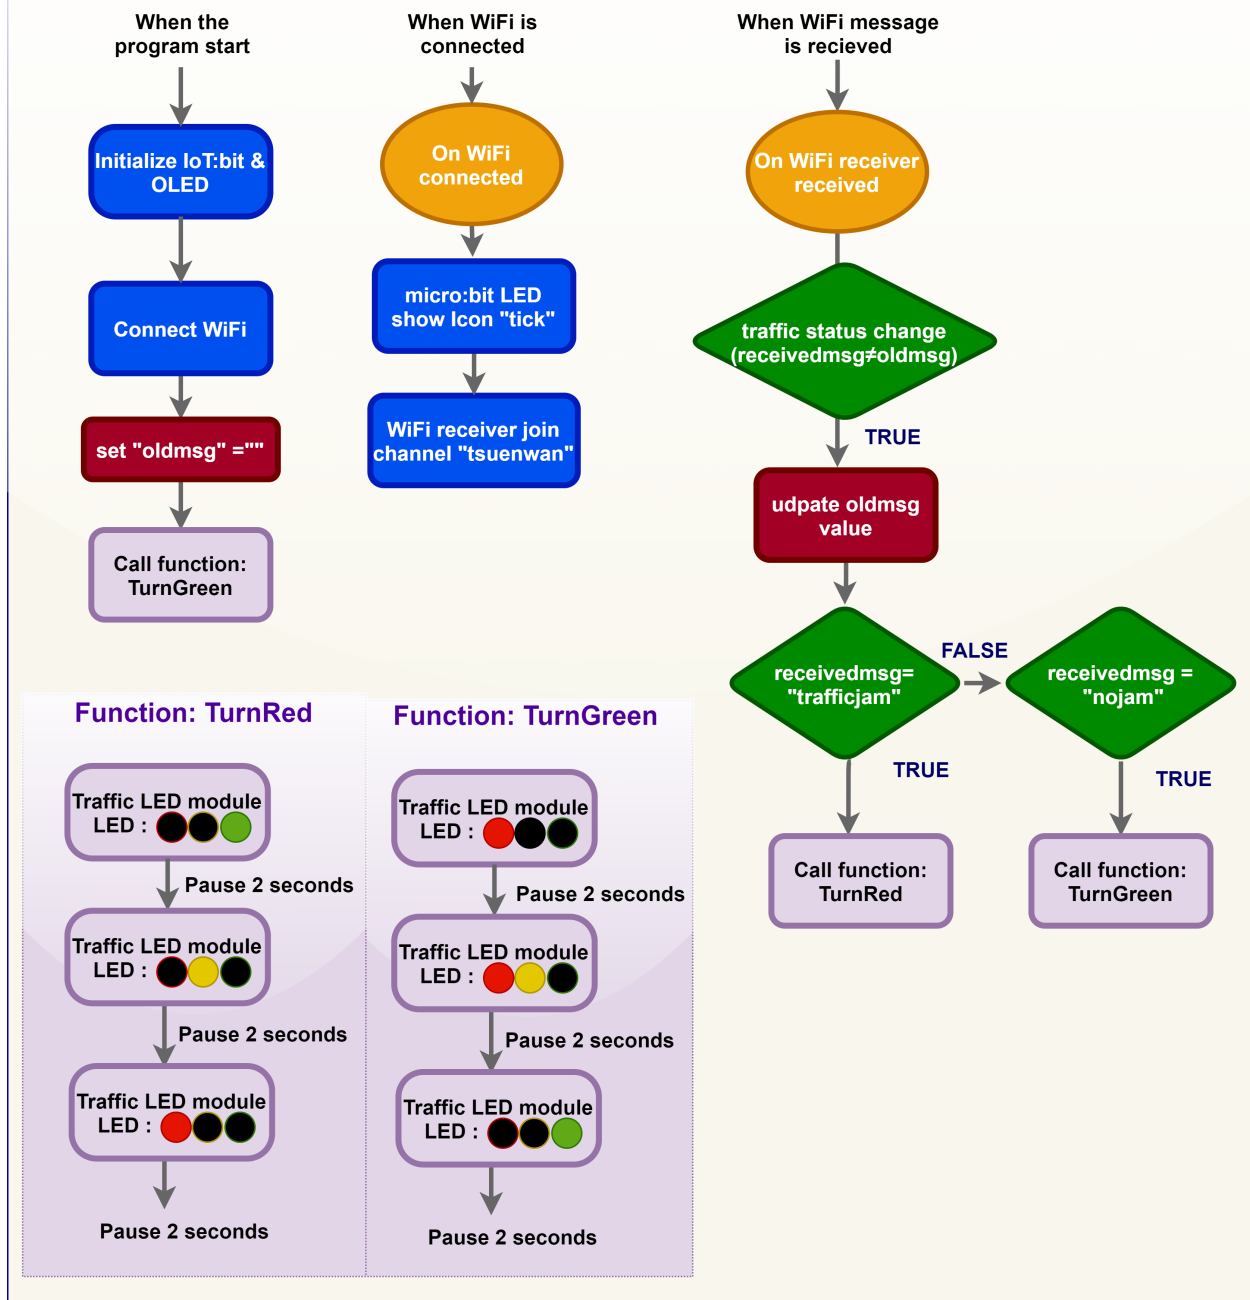 When the
program start
Initialize IoT:bit &
OLED
Connect WiFi
set "oldmsg" =""
Call function:
TurnGreen
When WiFi is
connected
On WiFi
connected
micro:bit LED
show Icon "tick"
WiFi receiver join
channel "tsuenwan"
When WiFi message
is recieved
On WiFi receiver
received
traffic status change
(receivedmsg≠oldmsg)
TRUE
udpate oldmsg
value
receivedmsg=
"trafficjam"
FALSE
receivedmsg =
"nojam"
TRUE
TRUE
Call function:
TurnRed
Call function:
TurnGreen
Function: TurnRed
Traffic LED module
LED :
Pause 2 seconds
Traffic LED module
LED :
Pause 2 seconds
Traffic LED module
LED :
Pause 2 seconds
Function: TurnGreen
Traffic LED module
LED :
Pause 2 seconds
Traffic LED module
LED :
Pause 2 seconds
Traffic LED module
LED :
Pause 2 seconds